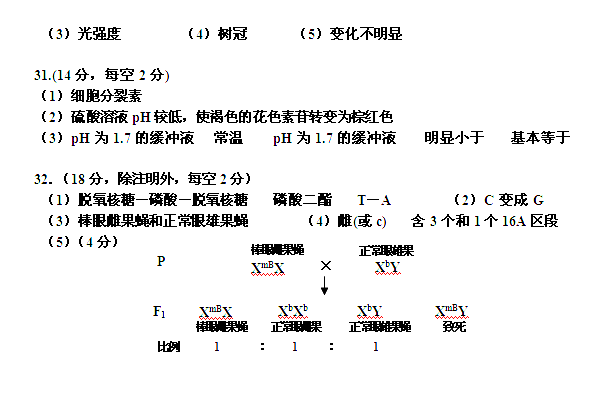 （3）光强度 （4）树冠 （5）变化不明显
31.(14 分，每空 2 分)
（1）细胞分裂素
（2）硫酸溶液 pH 较低，使褐色的花色素苷转变为棕红色
（3）pH 为 1.7 的缓冲液 常温 pH 为 1.7 的缓冲液 明显小于 基本等于
32．（18 分，除注明外，每空 2 分）
（1）脱氧核糖—磷酸—脱氧核糖 磷酸二酯 T—A （2）C 变成 G
（3）棒眼雌果蝇和正常眼雄果蝇 （4）雌(或 c) 含 3 个和 1 个 16A 区段
（5）（4 分）
棒眼雌果蝇 正常眼雄果
P XmBX × XbY
↓
F1 XmBX XbXb XbY XmBY
棒眼雌果蝇 正常眼雌果 正常眼雄果蝇 致死
比例 1 : 1 : 1